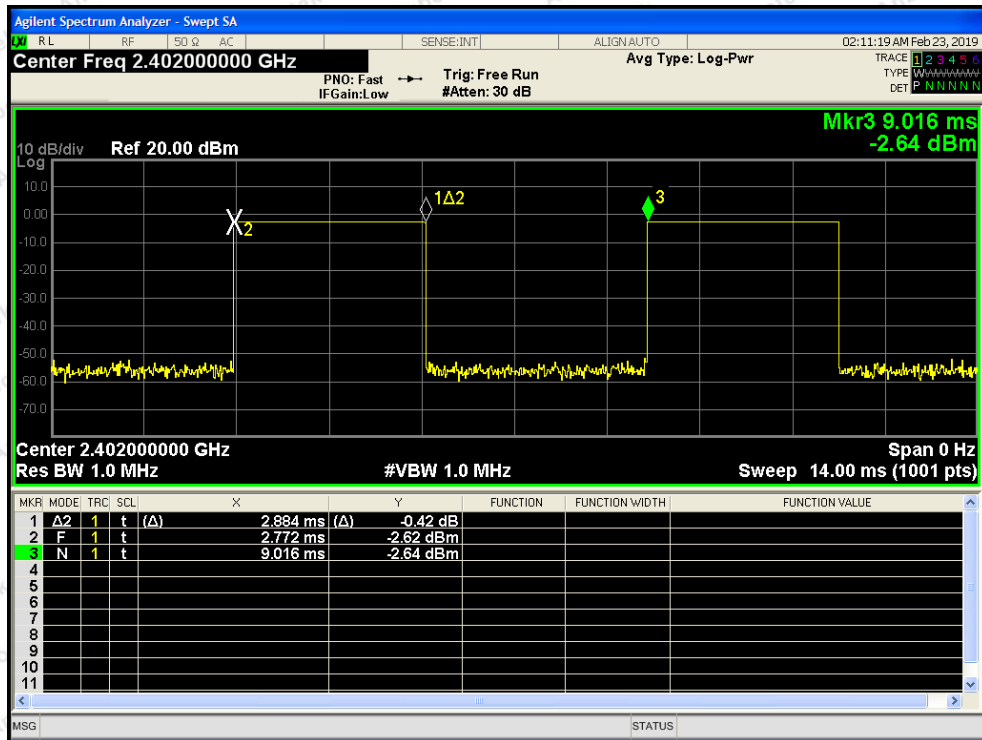 Agilent Spectrum Analyzer - Swept SA
LXI RL RF 50 Ω AC SENSE:INT ALIGN AUTO 02:11:19 AM Feb 23, 2019
Center Freq 2.402000000 GHz Avg Type: Log-Pwr TRACE 1 2 3 4 5 6
PNO: Fast Trig: Free Run TYPE WWWWWW
IFGain:Low #Atten: 30 dB DET P N N N N N
Mkr3 9.016 ms
10 dB/div Ref 20.00 dBm -2.64 dBm
Log
10.0
1Δ2 3
0.00
2
-10.0
-20.0
-30.0
-40.0
-50.0
-60.0
-70.0
Center 2.402000000 GHz Span 0 Hz
Res BW 1.0 MHz #VBW 1.0 MHz Sweep 14.00 ms (1001 pts)
MKR MODE TRC SCL X Y FUNCTION FUNCTION WIDTH FUNCTION VALUE
1 Δ2 1 t (Δ) 2.884 ms (Δ) -0.42 dB
2 F 1 t 2.772 ms -2.62 dBm
3 N 1 t 9.016 ms -2.64 dBm
4
5
6
7
8
9
10
11
MSG STATUS